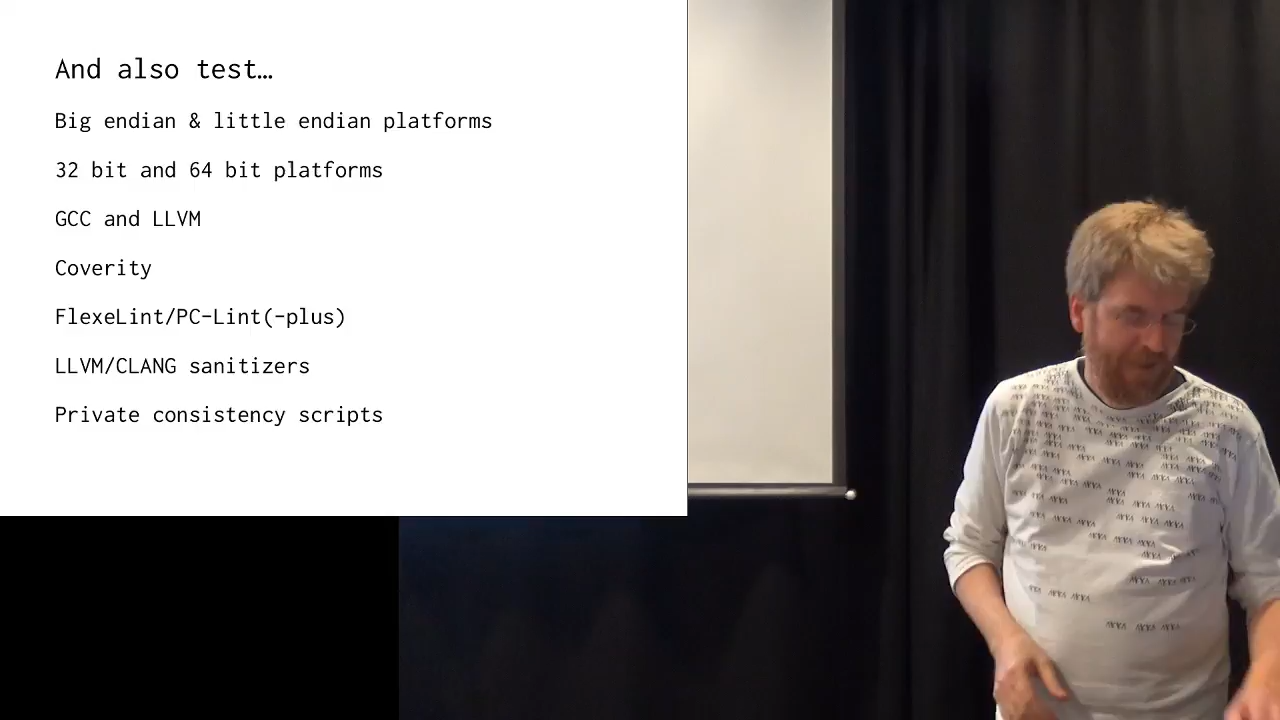 And also test…
Big endian & little endian platforms
32 bit and 64 bit platforms
GCC and LLVM
Coverity
FlexeLint/PC-Lint(-plus)
LLVM/CLANG sanitizers
Private consistency scripts